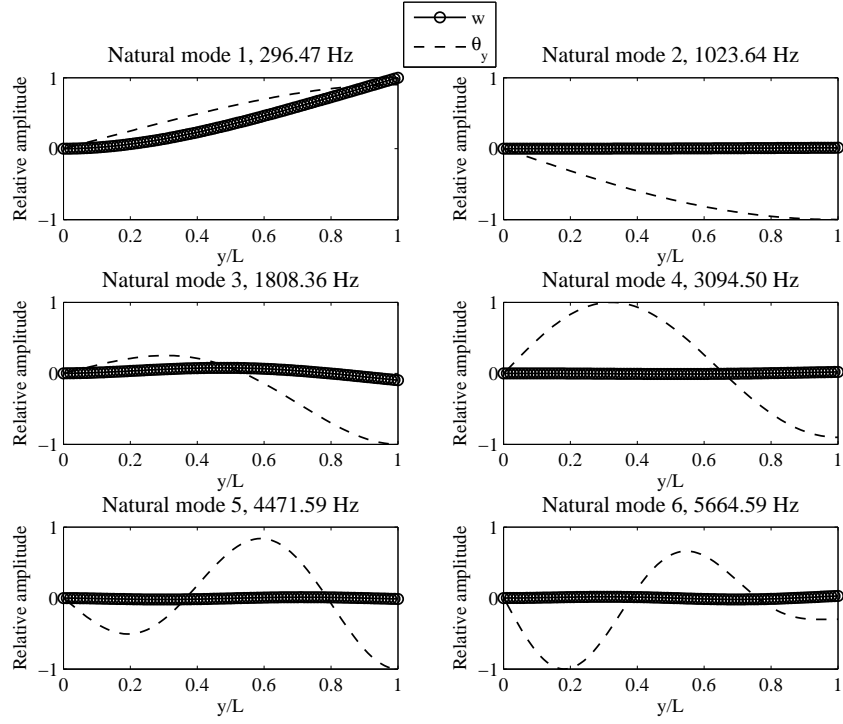 w
θ_y
Natural mode 1, 296.47 Hz
Relative amplitude
1
0
−1
0
0.2
0.4
0.6
0.8
1
y/L
Natural mode 2, 1023.64 Hz
Relative amplitude
1
0
−1
0
0.2
0.4
0.6
0.8
1
y/L
Natural mode 3, 1808.36 Hz
Relative amplitude
1
0
−1
0
0.2
0.4
0.6
0.8
1
y/L
Natural mode 4, 3094.50 Hz
Relative amplitude
1
0
−1
0
0.2
0.4
0.6
0.8
1
y/L
Natural mode 5, 4471.59 Hz
Relative amplitude
1
0
−1
0
0.2
0.4
0.6
0.8
1
y/L
Natural mode 6, 5664.59 Hz
Relative amplitude
1
0
−1
0
0.2
0.4
0.6
0.8
1
y/L